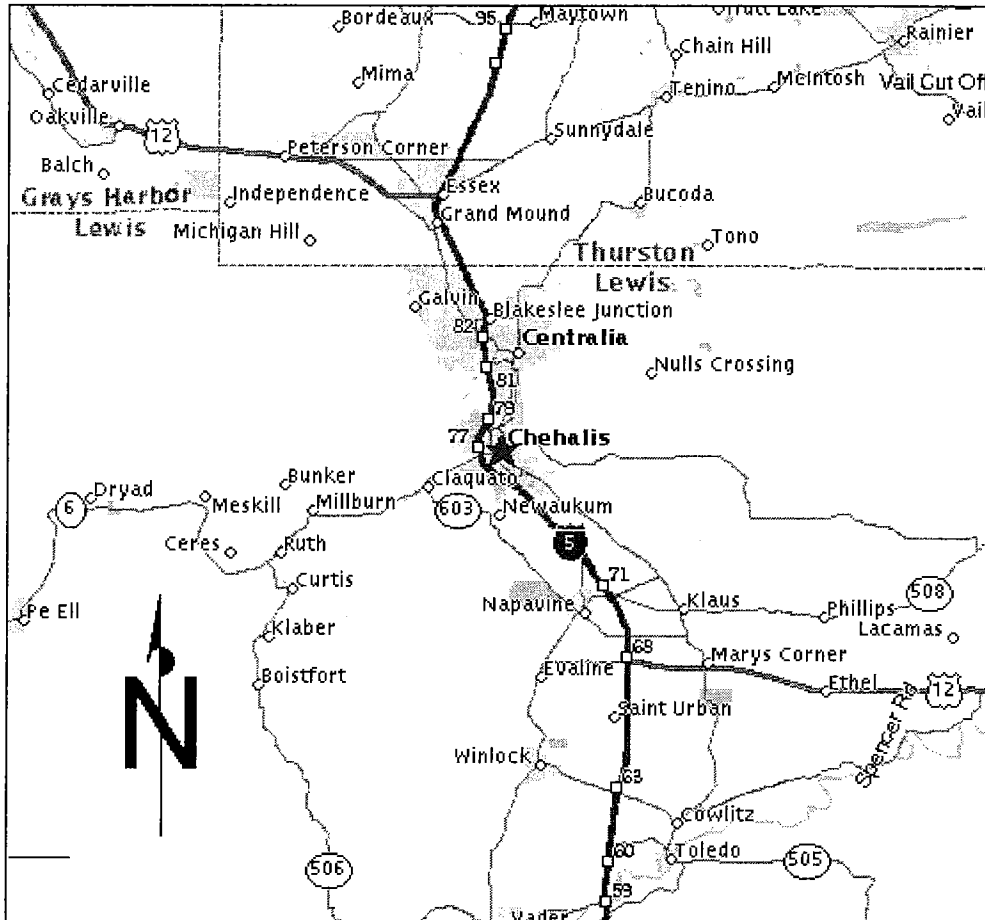 Bordeaux
95
Maytown
Chain Hill
Rainier
Mima
Cedarville
McIntosh
Vail Cut Off
Tenino
Oakville
12
Sunnydale
Vail
Peterson Corner
Balch
Essex
Bucoda
Grays Harbor
Independence
Grand Mound
Lewis
Michigan Hill
Tono
Thurston
Lewis
Galvin
Blakeslee Junction
82
Centralia
Nulls Crossing
81
79
77
Chehalis
Bunker
Claquato
6
Dryad
Meskill
Millburn
603
Newaukum
Ceres
Ruth
5
71
Curtis
508
Napavine
Klaus
Phillips
Pe Ell
Lacamas
Klaber
68
Marys Corner
Evaline
Boistfort
Ethel
12
N
Saint Urban
Spencer Rd
Winlock
63
Cowlitz
60
Toledo
505
506
59
Vader